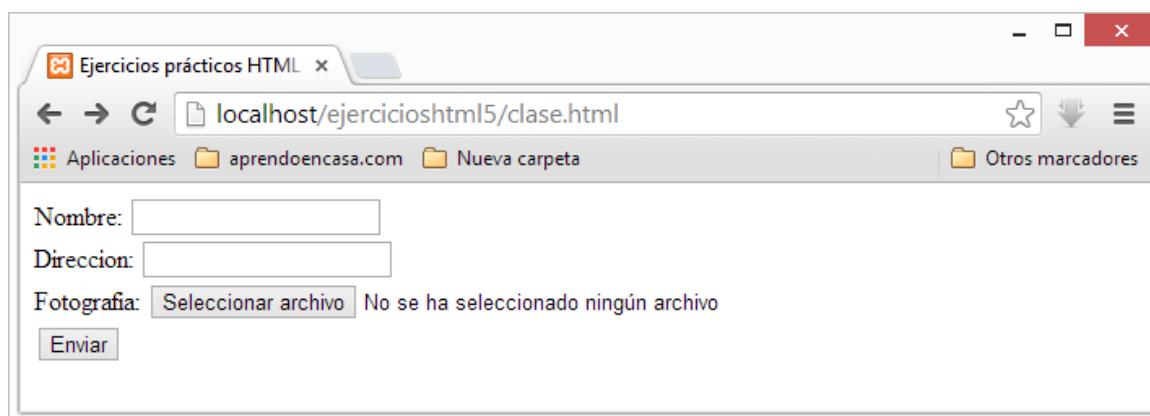 Ejercicios prácticos HTML
localhost/ejercicioshtml5/clase.html
Aplicaciones aprendoencasa.com Nueva carpeta Otros marcadores
Nombre:
Direccion:
Fotografia: Seleccionar archivo No se ha seleccionado ningún archivo
Enviar